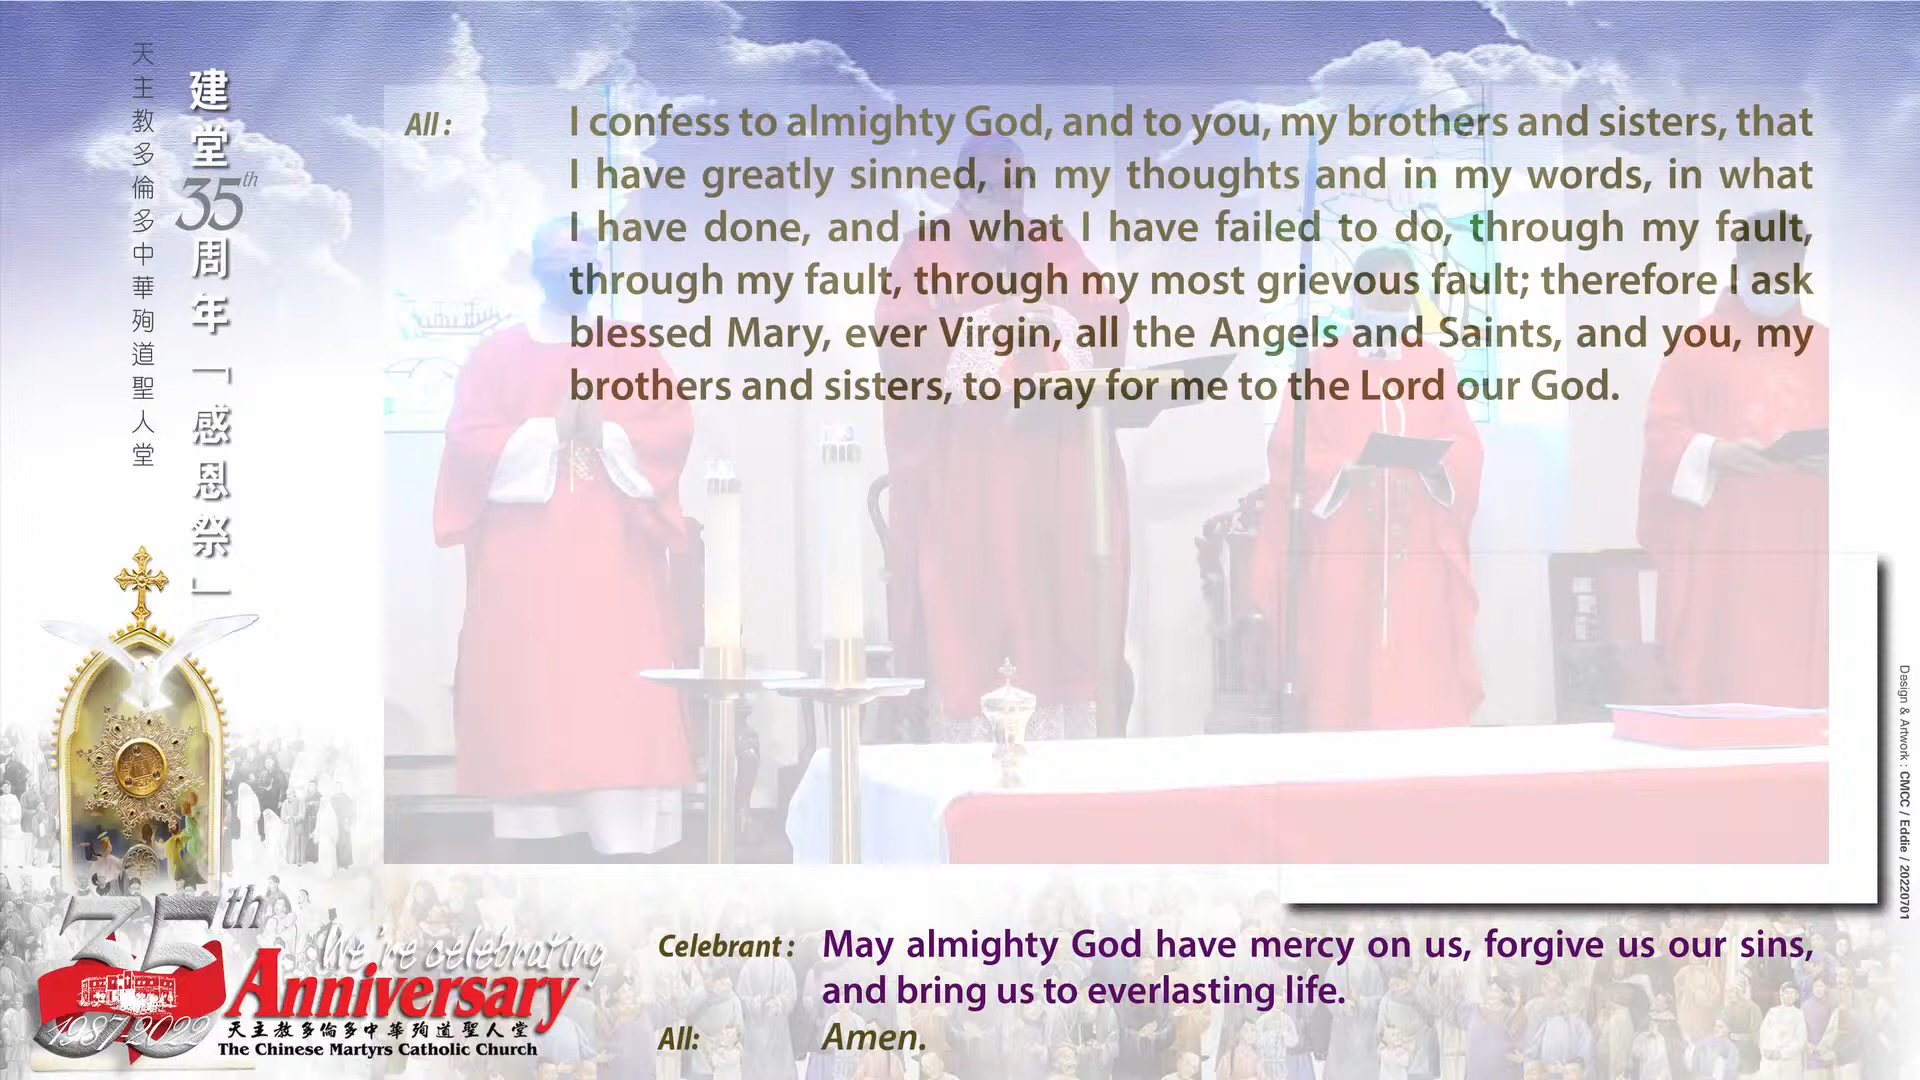 天主教多倫多中華殉道聖人堂
建堂35th周年「感恩祭」
All :
I confess to almighty God, and to you, my brothers and sisters, that
I have greatly sinned, in my thoughts and in my words, in what
I have done, and in what I have failed to do, through my fault,
through my fault, through my most grievous fault; therefore I ask
blessed Mary, ever Virgin, all the Angels and Saints, and you, my
brothers and sisters, to pray for me to the Lord our God.
Celebrant : May almighty God have mercy on us, forgive us our sins,
and bring us to everlasting life.
All: Amen.
35th
We're celebrating
Anniversary
1987-2022
天主教多倫多中華殉道聖人堂
The Chinese Martyrs Catholic Church
Design & Artwork : CMCC / Eddie / 20220701